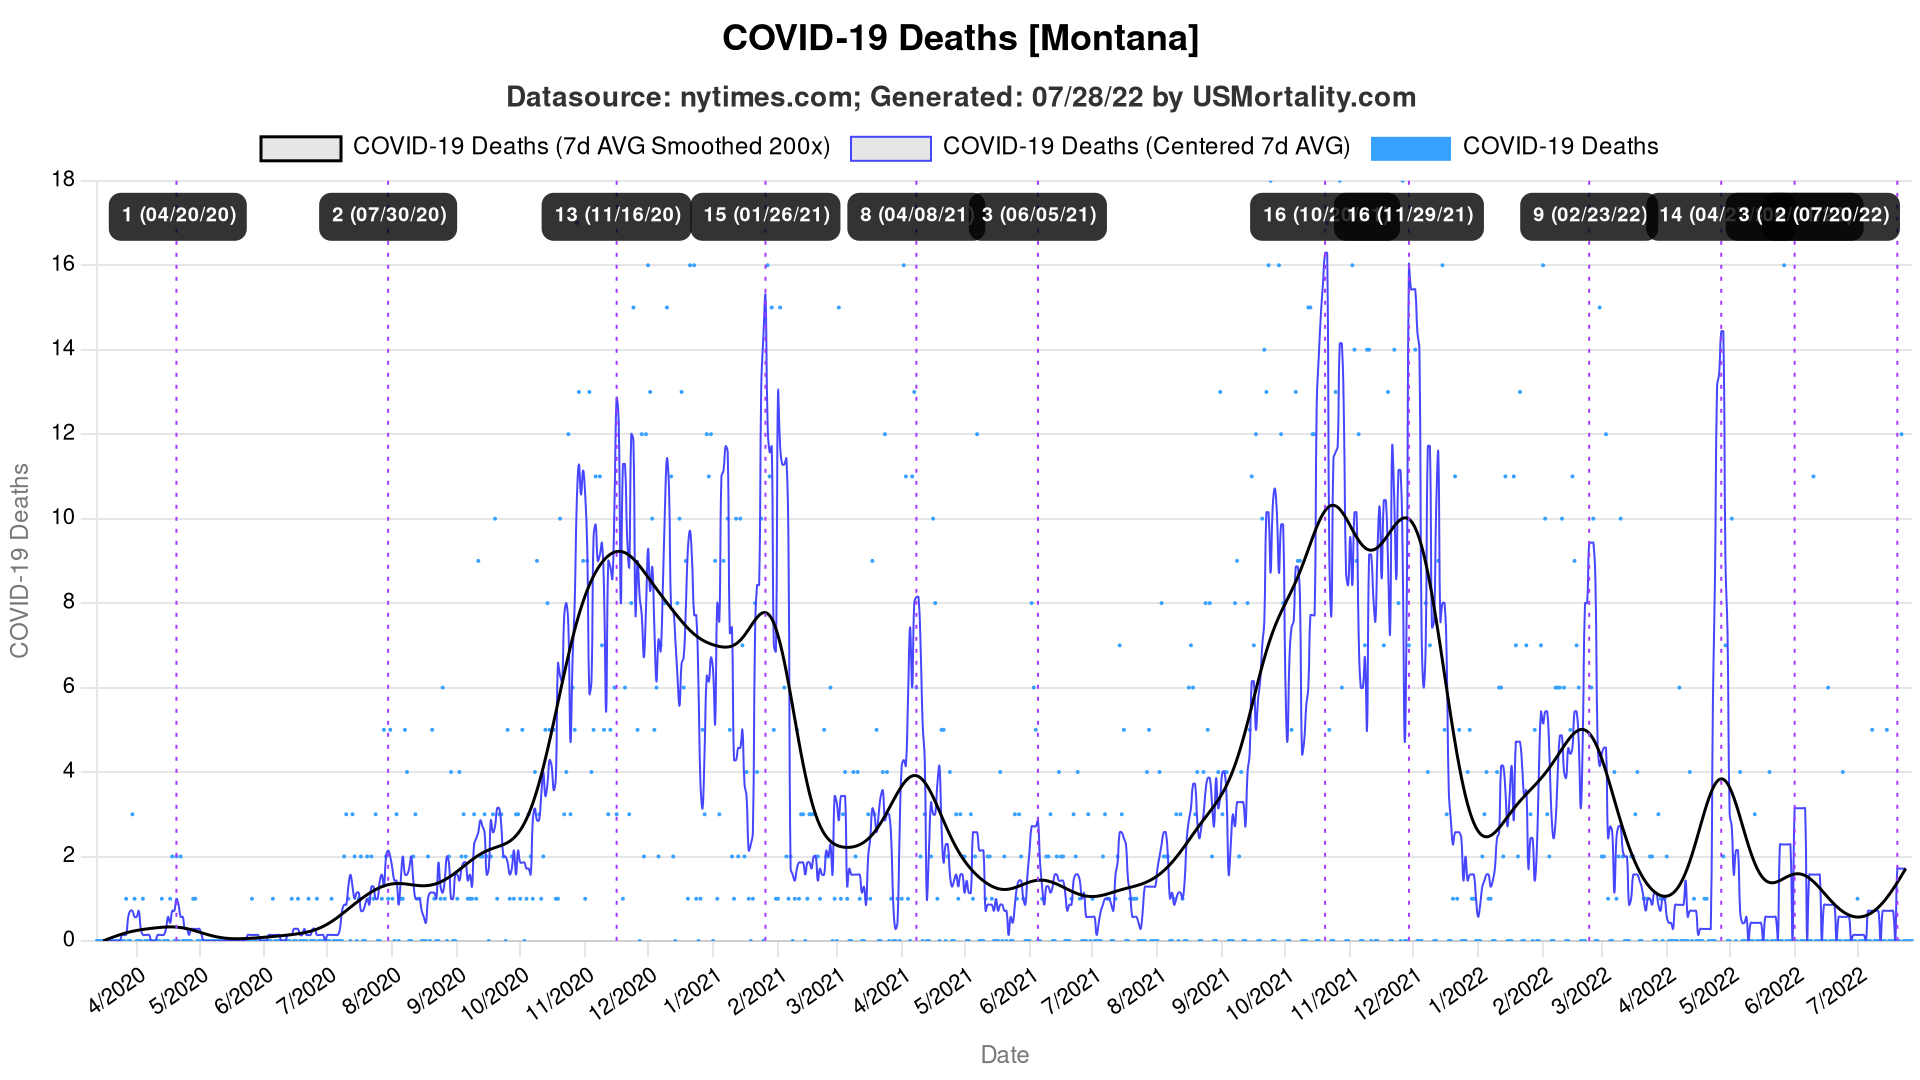 COVID-19 Deaths [Montana]
Datasource: nytimes.com; Generated: 07/28/22 by USMortality.com
COVID-19 Deaths (7d AVG Smoothed 200x) COVID-19 Deaths (Centered 7d AVG) COVID-19 Deaths
18
1 (04/20/20) 2 (07/30/20) 13 (11/16/20) 15 (01/26/21) 8 (04/08/21) 3 (06/05/21) 16 (10/ 16 (11/29/21) 9 (02/23/22) 14 (04/ 3 ( 2 (07/20/22)
16
14
12
10
8
6
4
2
0
COVID-19 Deaths
4/2020 5/2020 6/2020 7/2020 8/2020 9/2020 10/2020 11/2020 12/2020 1/2021 2/2021 3/2021 4/2021 5/2021 6/2021 7/2021 8/2021 9/2021 10/2021 11/2021 12/2021 1/2022 2/2022 3/2022 4/2022 5/2022 6/2022 7/2022
Date